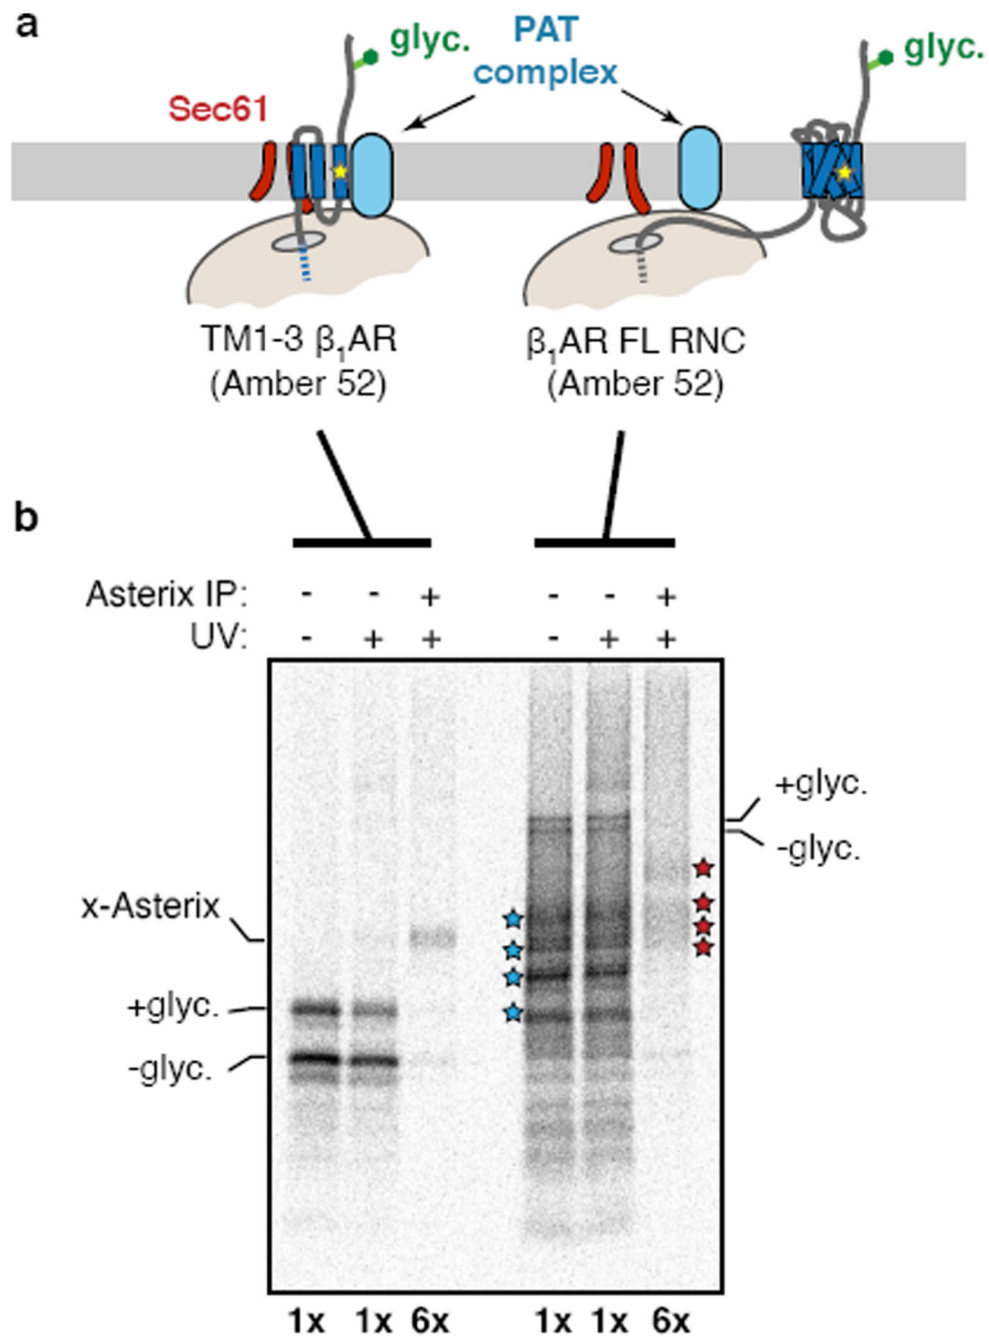 a
glyc.
PAT
complex
glyc.
Sec61
TM1-3 β₁AR
(Amber 52)
β₁AR FL RNC
(Amber 52)
b
Asterix IP: - - + - - +
UV: - + + - + +
+glyc.
-glyc.
x-Asterix
+glyc.
-glyc.
1x 1x 6x 1x 1x 6x